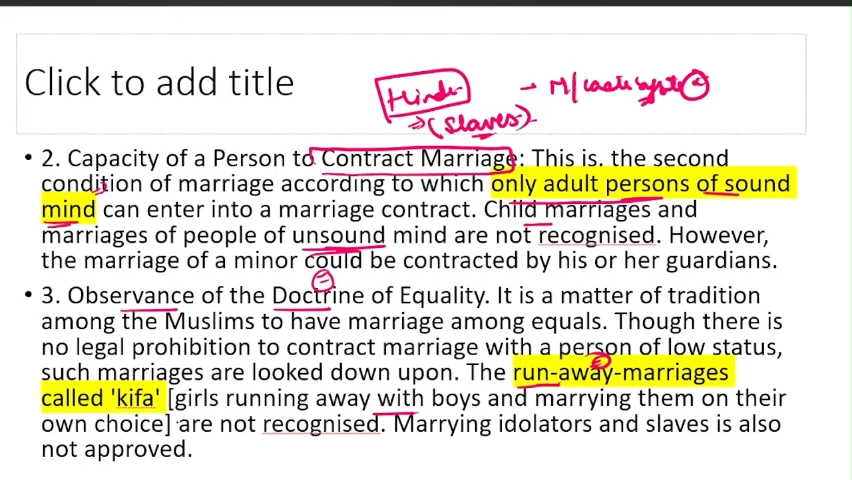 Click to add title
Hindu
→(Slaves)
- M/caste system
• 2. Capacity of a Person to Contract Marriage: This is. the second
condition of marriage according to which only adult persons of sound
mind can enter into a marriage contract. Child marriages and
marriages of people of unsound mind are not recognised. However,
the marriage of a minor could be contracted by his or her guardians.
• 3. Observance of the Doctrine of Equality. It is a matter of tradition
among the Muslims to have marriage among equals. Though there is
no legal prohibition to contract marriage with a person of low status,
such marriages are looked down upon. The run-away-marriages
called 'kifa' [girls running away with boys and marrying them on their
own choice] are not recognised. Marrying idolators and slaves is also
not approved.